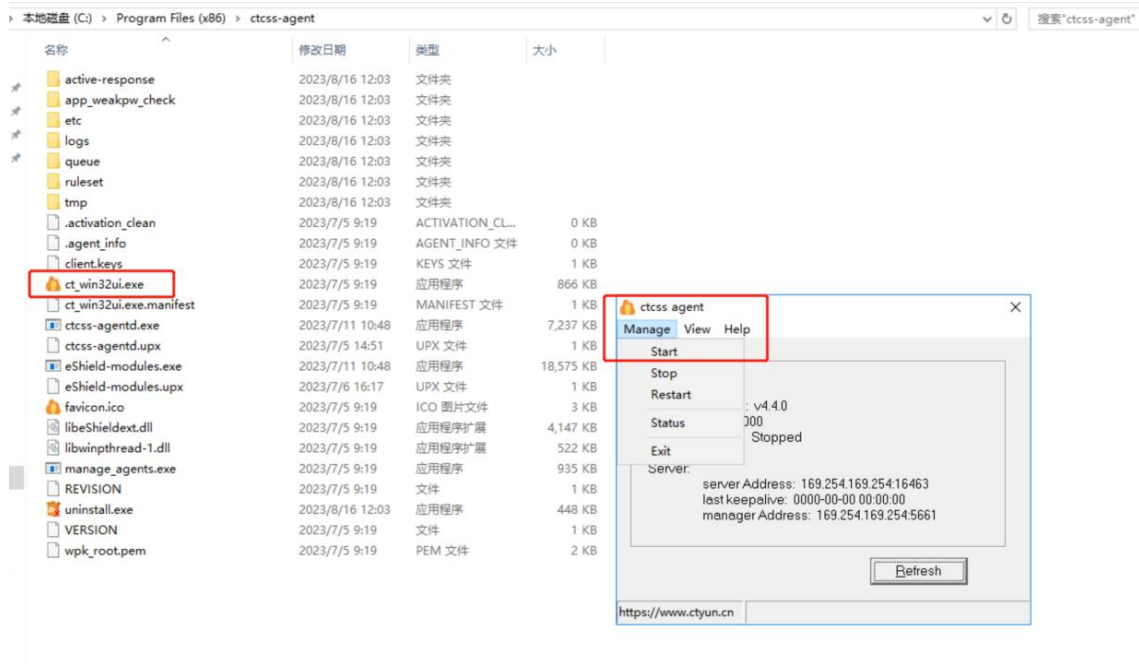 本地磁盘 (C:) › Program Files (x86) › ctcss-agent
搜索"ctcss-agent"
名称 修改日期 类型 大小
active-response 2023/8/16 12:03 文件夹
app_weakpw_check 2023/8/16 12:03 文件夹
etc 2023/8/16 12:03 文件夹
logs 2023/8/16 12:03 文件夹
queue 2023/8/16 12:03 文件夹
ruleset 2023/8/16 12:03 文件夹
tmp 2023/8/16 12:03 文件夹
.activation_clean 2023/7/5 9:19 ACTIVATION_CL... 0 KB
.agent_info 2023/7/5 9:19 AGENT_INFO 文件 0 KB
client.keys 2023/7/5 9:19 KEYS 文件 1 KB
ct_win32ui.exe 2023/7/5 9:19 应用程序 866 KB
ct_win32ui.exe.manifest 2023/7/5 9:19 MANIFEST 文件 1 KB
ctcss-agentd.exe 2023/7/11 10:48 应用程序 7,237 KB
ctcss-agentd.upx 2023/7/5 14:51 UPX 文件 1 KB
eShield-modules.exe 2023/7/11 10:48 应用程序 18,575 KB
eShield-modules.upx 2023/7/6 16:17 UPX 文件 1 KB
favicon.ico 2023/7/5 9:19 ICO 图片文件 3 KB
libeShieldext.dll 2023/7/5 9:19 应用程序扩展 4,147 KB
libwinpthread-1.dll 2023/7/5 9:19 应用程序扩展 522 KB
manage_agents.exe 2023/7/5 9:19 应用程序 935 KB
REVISION 2023/7/5 9:19 文件 1 KB
uninstall.exe 2023/8/16 12:03 应用程序 448 KB
VERSION 2023/7/5 9:19 文件 1 KB
wpk_root.pem 2023/7/5 9:19 PEM 文件 2 KB
ctcss agent
Manage View Help
Start
Stop
Restart
Status
Exit
: v4.4.0
000
Stopped
Server:
server Address: 169.254.169.254:16463
last keepalive: 0000-00-00 00:00:00
manager Address: 169.254.169.254:5661
Refresh
https://www.ctyun.cn